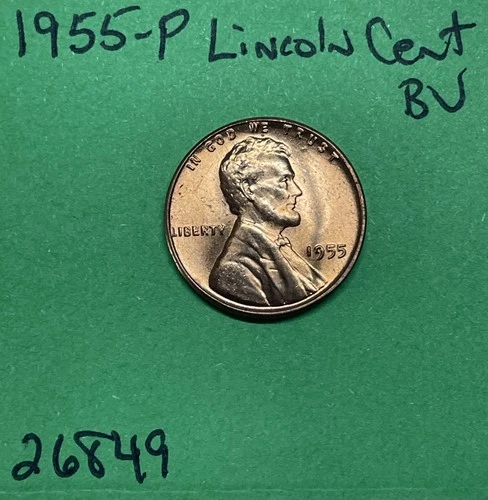 1955-P Lincoln Cent
BU
IN GOD WE TRUST
LIBERTY
1955
26849